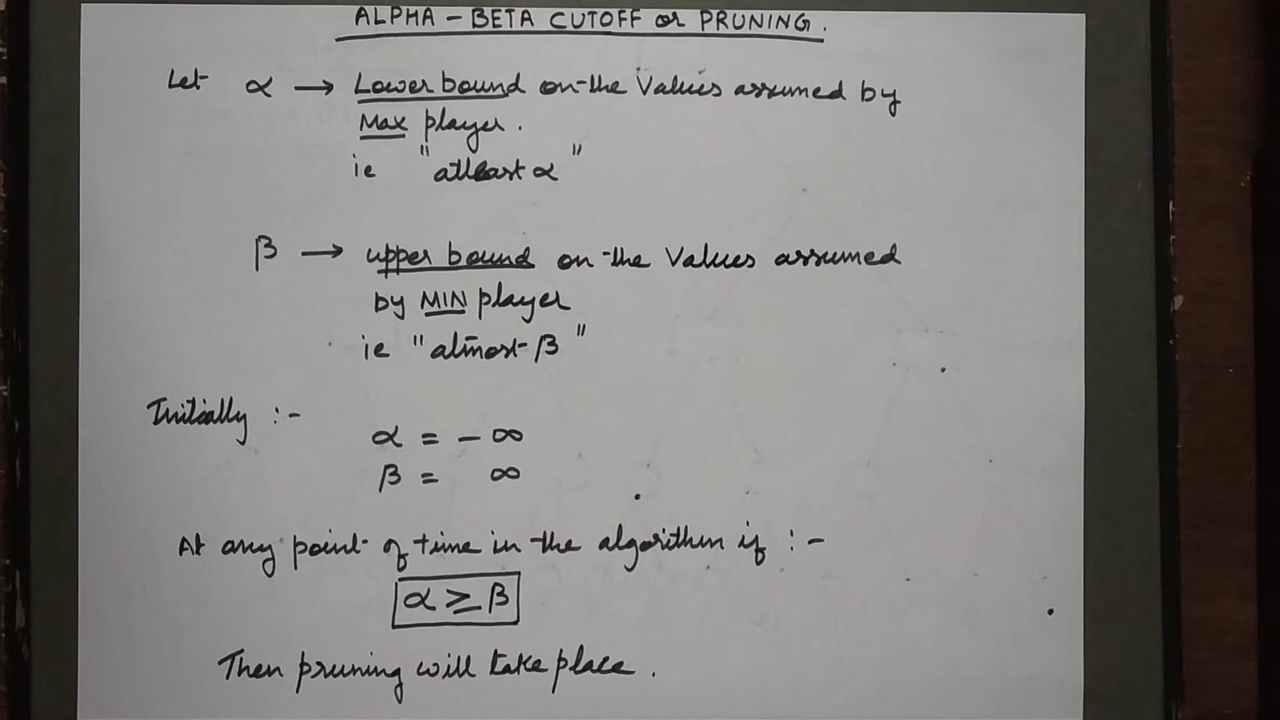 ALPHA - BETA CUTOFF or PRUNING.
Let α → Lower bound on the Values assumed by
Max player.
ie "atleast α"
β → upper bound on the Values assumed
by MIN player
ie "almost β"
Initially :-
α = - ∞
β = ∞
At any point of time in the algorithm if :-
α ≥ β
Then pruning will take place.